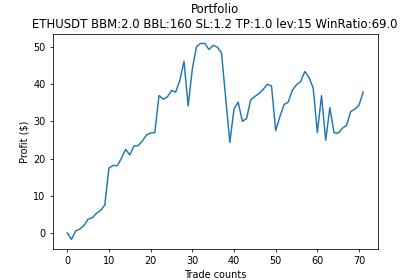 Portfolio
ETHUSDT BBM:2.0 BBL:160 SL:1.2 TP:1.0 lev:15 WinRatio:69.0
50
40
30
20
10
0
Profit ($)
0 10 20 30 40 50 60 70
Trade counts